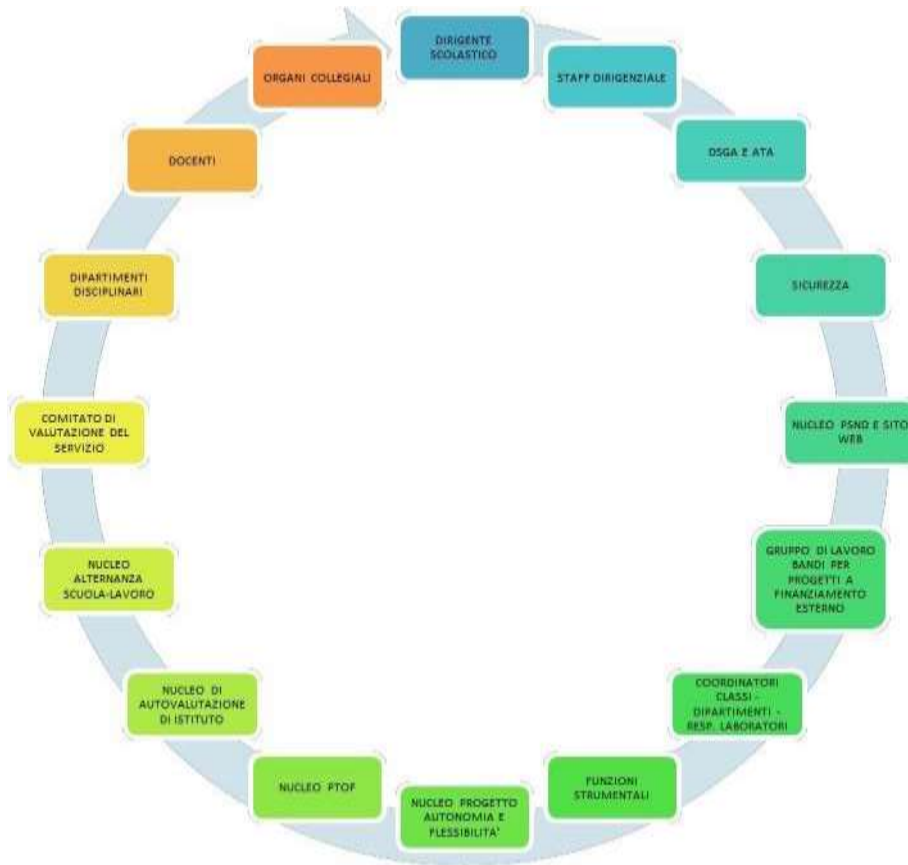 DIRIGENTE
SCOLASTICO
STAFF DIRIGENZIALE
DSGA E ATA
SICUREZZA
NUCLEO PSND E SITO
WEB
GRUPPO DI LAVORO
BANDI PER
PROGETTI A
FINANZIAMENTO
ESTERNO
COORDINATORI
CLASSI -
DIPARTIMENTI -
RESP. LABORATORI
FUNZIONI
STRUMENTALI
NUCLEO PROGETTO
AUTONOMIA E
FLESSIBILITA'
NUCLEO PTOF
NUCLEO DI
AUTOVALUTAZIONE
DI ISTITUTO
NUCLEO
ALTERNANZA
SCUOLA-LAVORO
COMITATO DI
VALUTAZIONE DEL
SERVIZIO
DIPARTIMENTI
DISCIPLINARI
DOCENTI
ORGANI COLLEGIALI